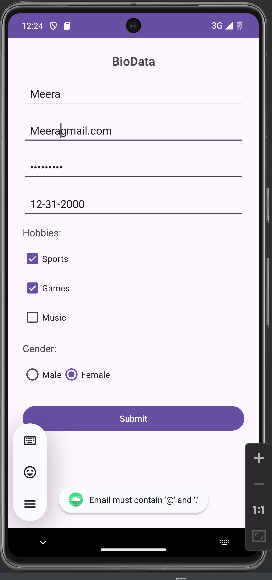 12:24 3G
BioData
Meera
Meeragmail.com
•••••••••
12-31-2000
Hobbies:
Sports
Games
Music
Gender:
Male Female
Submit
Email must contain '@' and '.'
1:1